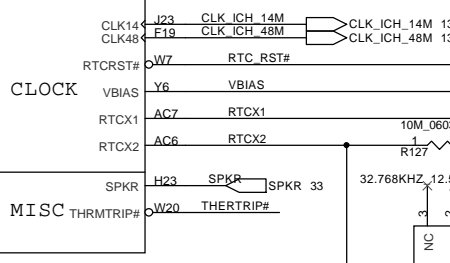 CLK14 J23 CLK_ICH_14M CLK_ICH_14M 13
CLK48 F19 CLK_ICH_48M CLK_ICH_48M 13
RTCRST# W7 RTC_RST#
CLOCK VBIAS Y6 VBIAS
RTCX1 AC7 RTCX1
10M_0603
RTCX2 AC6 RTCX2 1
R127
SPKR H23 SPKR SPKR 33
32.768KHZ 12.5
MISC THRMTRIP# W20 THERTRIP#
3
NC